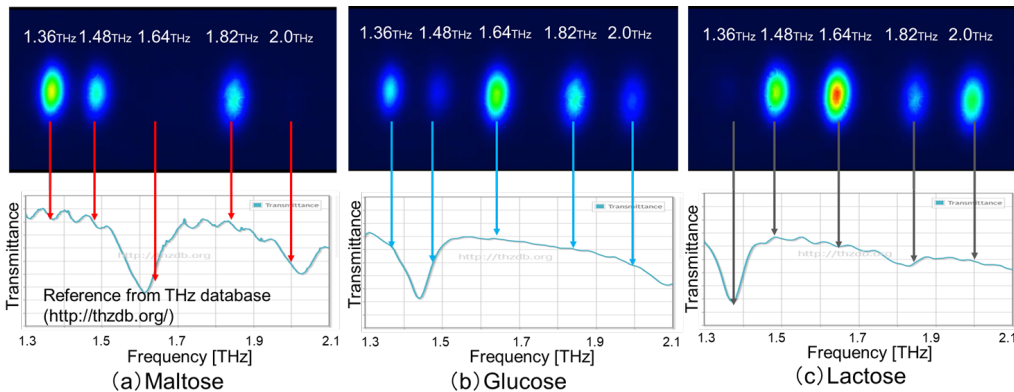 1.36THz 1.48THz 1.64THz 1.82THz 2.0THz
Transmittance
Transmittance
http://thzdb.org
Reference from THz database
(http://thzdb.org/)
1.3 1.5 1.7 1.9 2.1
Frequency [THz]
(a) Maltose
1.36THz 1.48THz 1.64THz 1.82THz 2.0THz
Transmittance
Transmittance
http://thzdb.org
1.3 1.5 1.7 1.9 2.1
Frequency [THz]
(b) Glucose
1.36THz 1.48THz 1.64THz 1.82THz 2.0THz
Transmittance
Transmittance
http://thzdb.org
1.3 1.5 1.7 1.9 2.1
Frequency [THz]
(c) Lactose